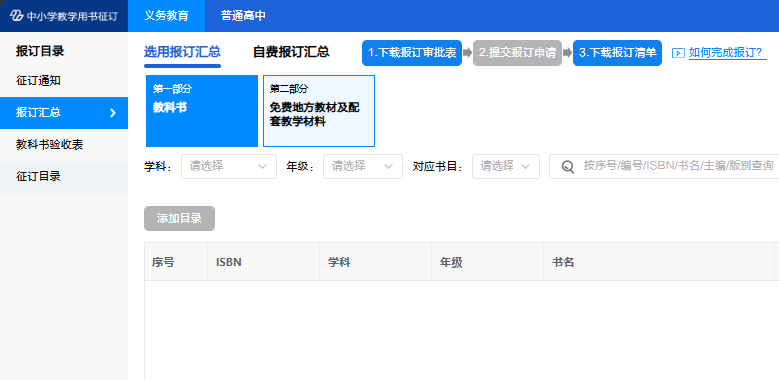 中小学教学用书征订 义务教育 普通高中
报订目录
征订通知
报订汇总
教科书验收表
征订目录
选用报订汇总 自费报订汇总 1.下载报订审批表 2.提交报订申请 3.下载报订清单 如何完成报订?
第一部分
教科书
第二部分
免费地方教材及配
套教学材料
学科： 请选择 年级： 请选择 对应书目： 请选择 按序号/编号/ISBN/书名/主编/版别查询
添加目录
序号 ISBN 学科 年级 书名